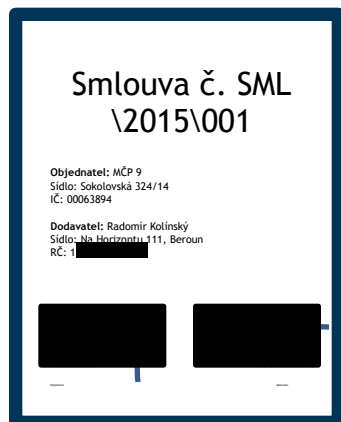 Smlouva č. SML
\2015\001
Objednatel: MČP 9
Sídlo: Sokolovská 324/14
IČ: 00063894
Dodavatel: Radomír Kolínský
Sídlo: Na Horizontu 111, Beroun
RČ: 1